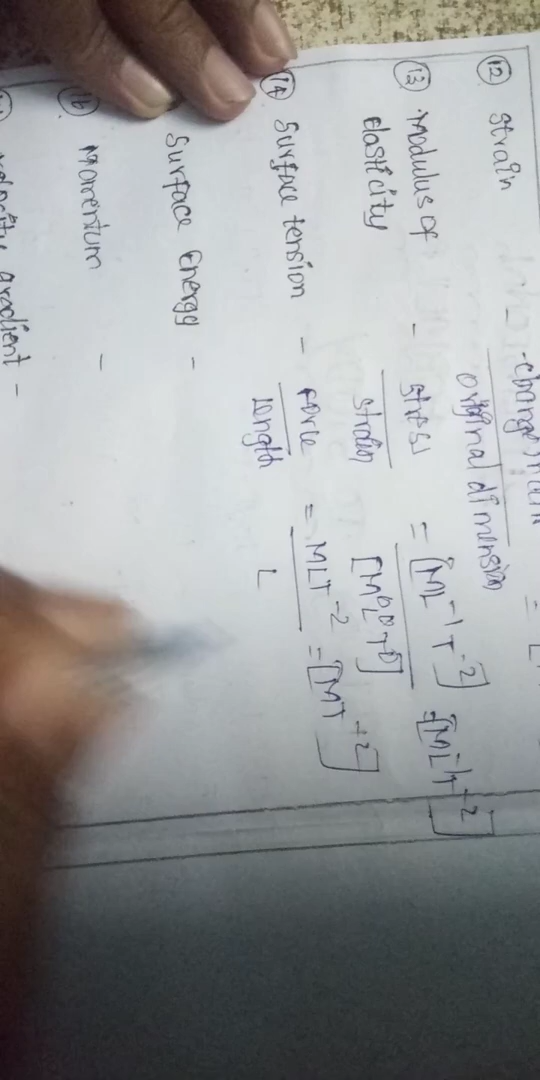 (12) strain - change in
original dimension
(13) Modulus of elasticity - stress / strain = [ML-1T-2] / [M0L0T0] = [ML-1T-2]
(14) Surface tension - Force / Length = MLT-2 / L = [MT-2]
Surface Energy -
(16) Momentum -
gradient -